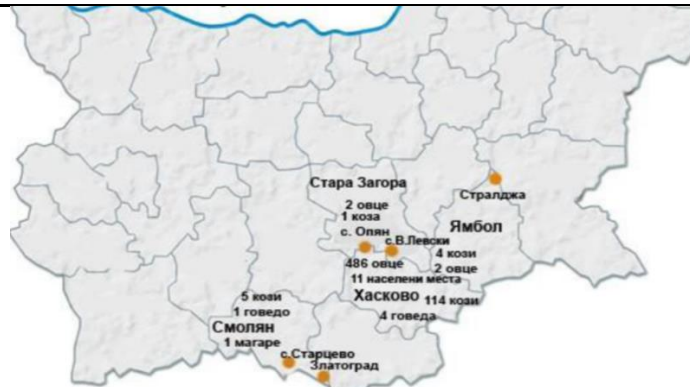 Стара Загора
2 овце
1 коза
с. Опян
с.В.Левски
Стралджа
Ямбол
4 кози
2 овце
486 овце
11 населени места
Хасково
114 кози
4 говеда
5 кози
1 говедо
Смолян
1 магаре
с.Старцево
Златоград